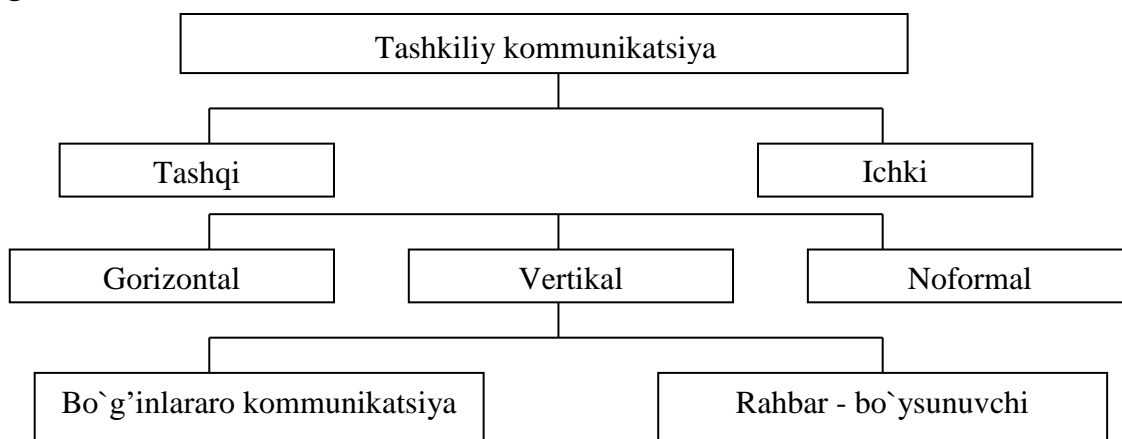 Tashkiliy kommunikatsiya
Tashqi
Ichki
Gorizontal
Vertikal
Noformal
Bo`g’inlararo kommunikatsiya
Rahbar - bo`ysunuvchi